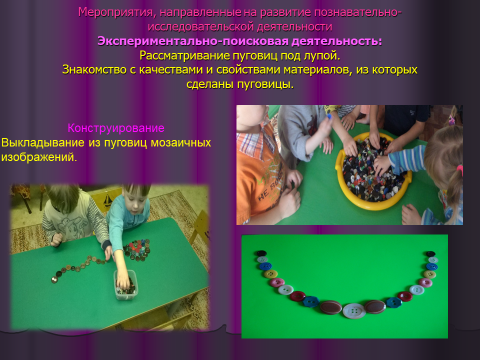 Мероприятия, направленные на развитие познавательно-
исследовательской деятельности
Экспериментально-поисковая деятельность:
Рассматривание пуговиц под лупой.
Знакомство с качествами и свойствами материалов, из которых
сделаны пуговицы.
Конструирование
Выкладывание из пуговиц мозаичных
изображений.